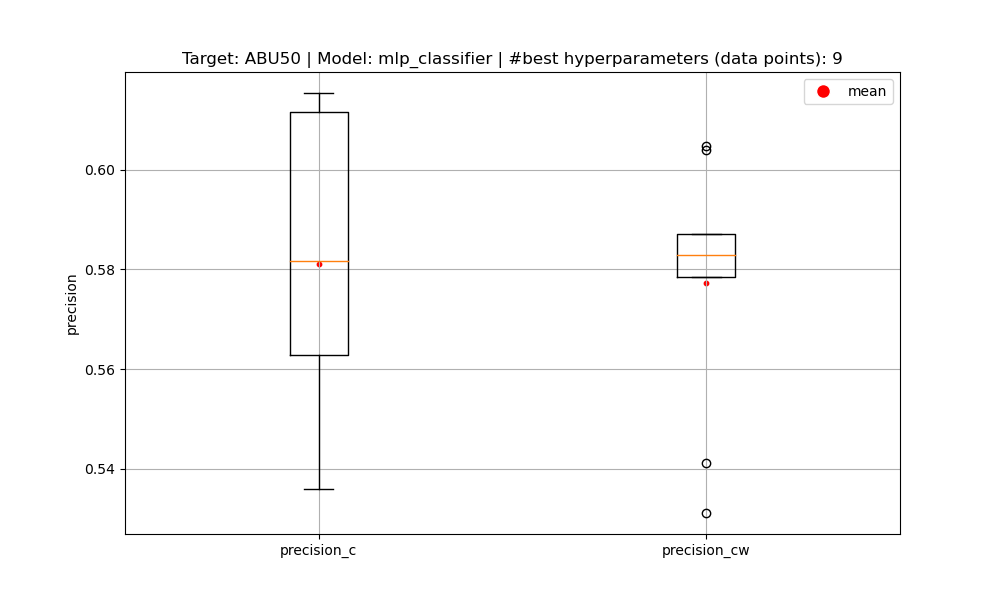 Target: ABU50 | Model: mlp_classifier | #best hyperparameters (data points): 9
mean
0.60
0.58
0.56
0.54
precision
precision_c
precision_cw